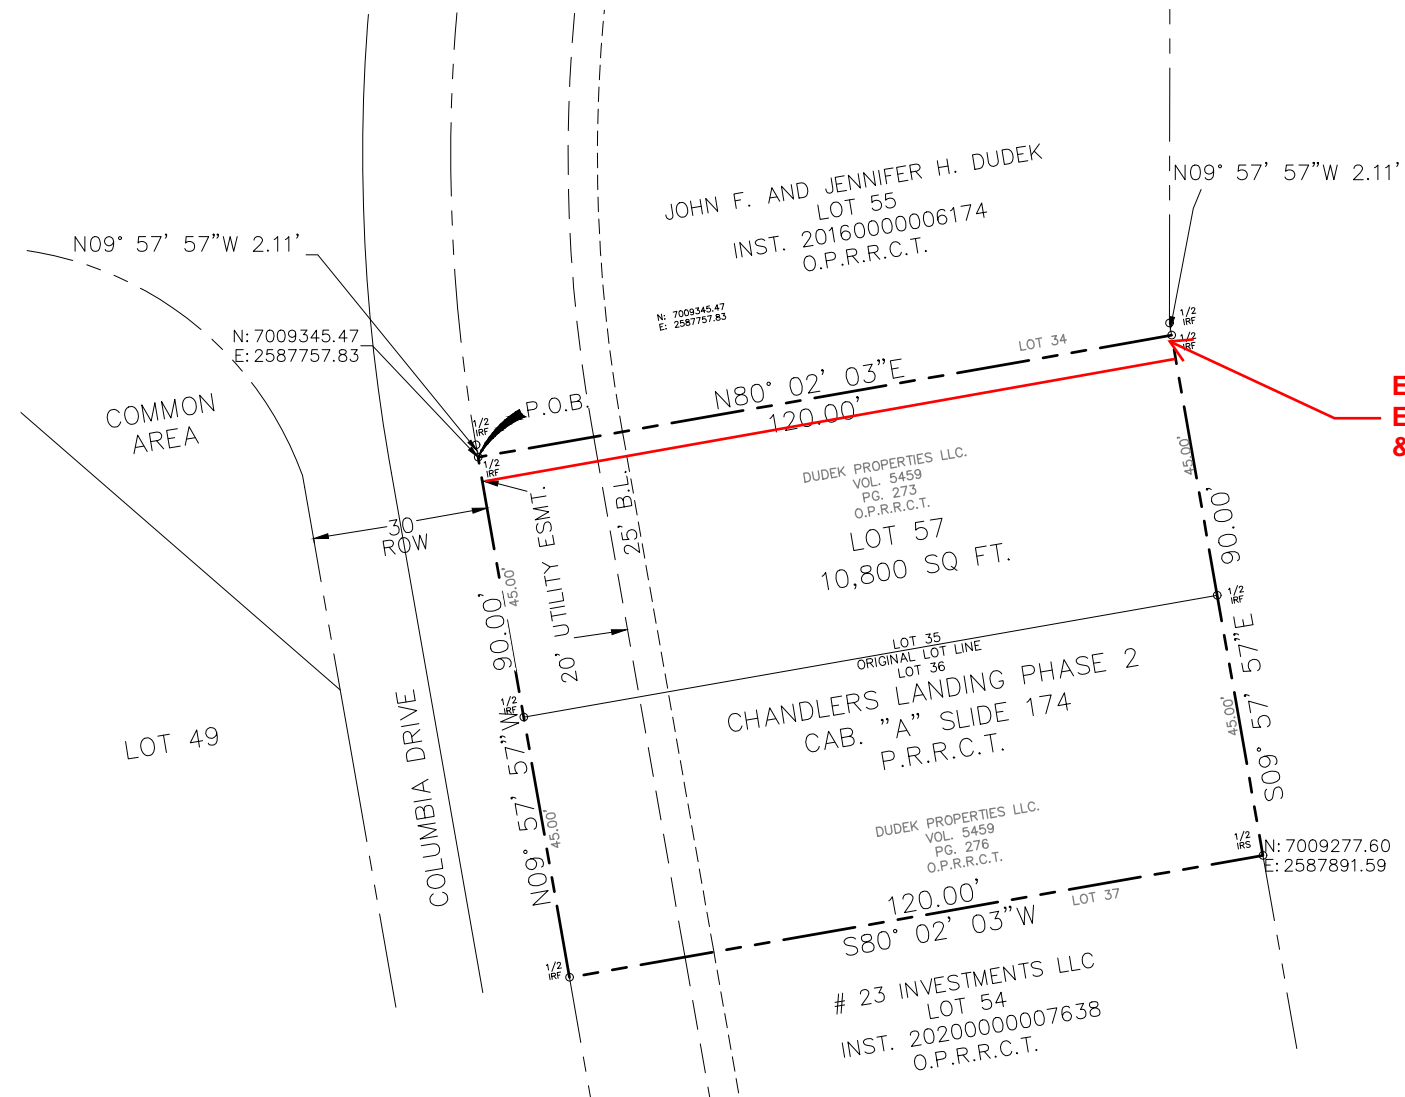 JOHN F. AND JENNIFER H. DUDEK
LOT 55
INST. 20160000006174
O.P.R.R.C.T.
N09° 57' 57"W 2.11'
N09° 57' 57"W 2.11'
N: 7009345.47
E: 2587757.83
N: 7009345.47
E: 2587757.83
1/2
IRF
1/2
IRF
LOT 34
N80° 02' 03"E
120.00'
E
E
&
COMMON
AREA
P.O.B.
1/2
IRF
1/2
IRF
30
ROW
20' UTILITY ESMT.
25' B.L.
DUDEK PROPERTIES LLC.
VOL. 5459
PG. 273
O.P.R.R.C.T.
LOT 57
10,800 SQ FT.
45.00'
90.00'
45.00'
90.00'
1/2
IRF
LOT 35
ORIGINAL LOT LINE
LOT 36
1/2
IRF
CHANDLERS LANDING PHASE 2
CAB. "A" SLIDE 174
P.R.R.C.T.
S09° 57' 57"E
45.00'
LOT 49
COLUMBIA DRIVE
N09° 57' 57"W
45.00'
DUDEK PROPERTIES LLC.
VOL. 5459
PG. 276
O.P.R.R.C.T.
1/2
IRS
N: 7009277.60
E: 2587891.59
120.00'
S80° 02' 03"W
LOT 37
1/2
IRF
# 23 INVESTMENTS LLC
LOT 54
INST. 20200000007638
O.P.R.R.C.T.